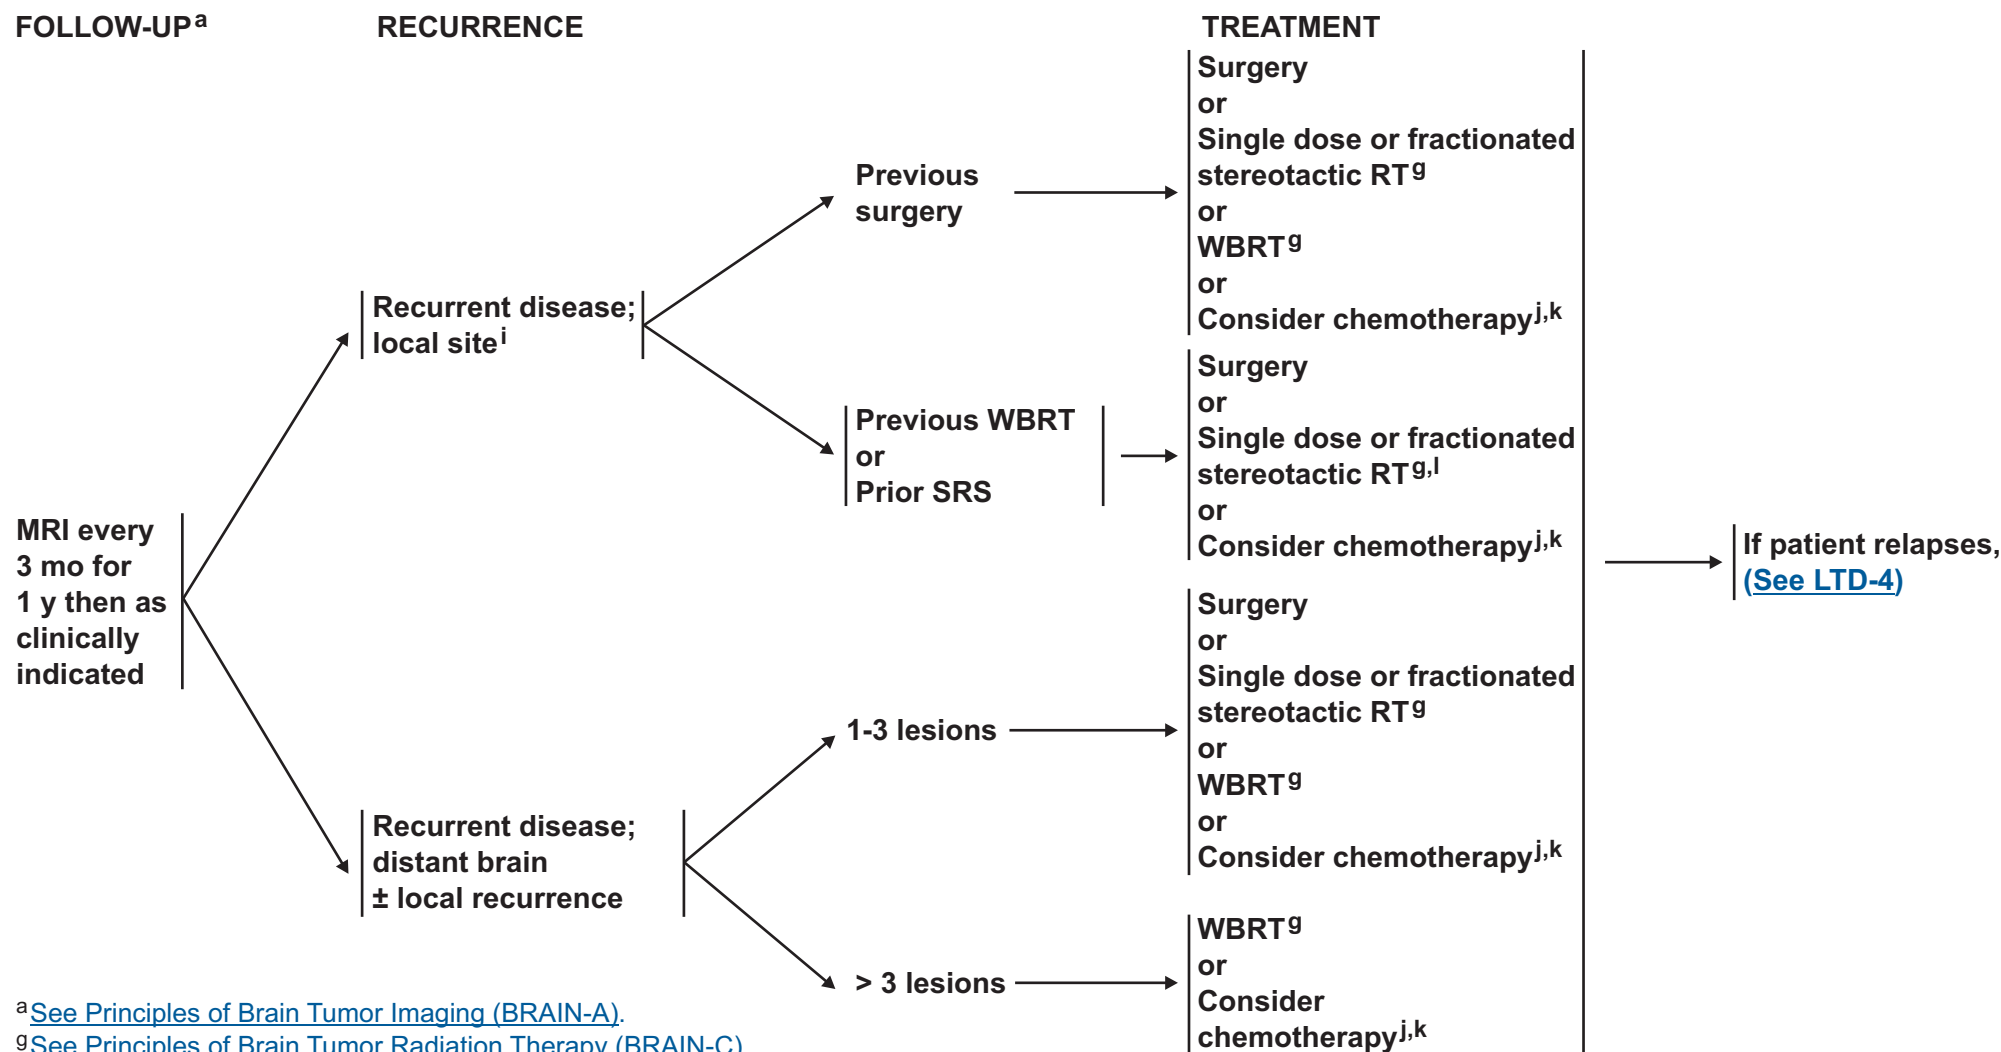 FOLLOW-UPa
RECURRENCE
TREATMENT
MRI every
3 mo for
1 y then as
clinically
indicated
Recurrent disease;
local sitei
Previous
surgery
Surgery
or
Single dose or fractionated
stereotactic RTg
or
WBRTg
or
Consider chemotherapyj,k
Previous WBRT
or
Prior SRS
Surgery
or
Single dose or fractionated
stereotactic RTg,l
or
Consider chemotherapyj,k
Recurrent disease;
distant brain
± local recurrence
1-3 lesions
Surgery
or
Single dose or fractionated
stereotactic RTg
or
WBRTg
or
Consider chemotherapyj,k
> 3 lesions
WBRTg
or
Consider
chemotherapyj,k
If patient relapses,
(See LTD-4)
aSee Principles of Brain Tumor Imaging (BRAIN-A).
gSee Principles of Brain Tumor Radiation Therapy (BRAIN-C)